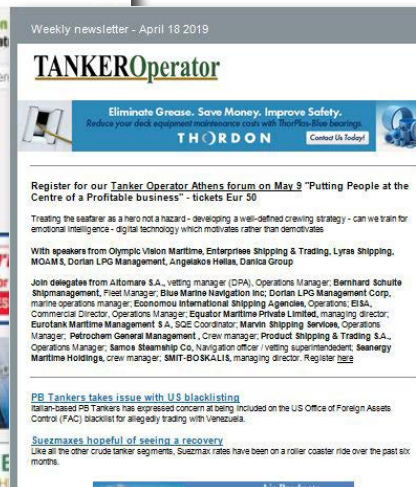 Weekly newsletter - April 18 2019
TANKEROperator
Eliminate Grease. Save Money. Improve Safety.
Reduce your deck equipment maintenance costs with ThorPlas-Blue bearings.
THORDON
Contact Us Today!
Register for our Tanker Operator Athens forum on May 9 "Putting People at the
Centre of a Profitable business" - tickets Eur 50
Treating the seafarer as a hero not a hazard - developing a well-defined crewing strategy - can we train for
emotional intelligence - digital technology which motivates rather than demotivates
With speakers from Olympic Vision Maritime, Enterprises Shipping & Trading, Lyras Shipping,
MOAMS, Dorian LPG Management, Angelakos Hellas, Danica Group
Join delegates from Altomare S.A., vetting manager (DPA), Operations Manager; Bernhard Schulte
Shipmanagement, Fleet Manager; Blue Marine Navigation Inc; Dorian LPG Management Corp,
marine operations manager; Economou International Shipping Agencies, Operations; EISA,
Commercial Director, Operations Manager; Equator Maritime Private Limited, managing director;
Eurotank Maritime Management S A, SQE Coordinator; Marvin Shipping Services, Operations
Manager; Petrochem General Management , Crew manager; Product Shipping & Trading S.A.,
Operations Manager; Samos Steamship Co, Navigation officer / vetting superintendedent; Seanergy
Maritime Holdings, crew manager; SMIT-BOSKALIS, managing director. Register here
PB Tankers takes issue with US blacklisting
Italian-based PB Tankers has expressed concern at being included on the US Office of Foreign Assets
Control (FAC) blacklist for allegedly trading with Venezuela.
Suezmaxes hopeful of seeing a recovery
Like all the other crude tanker segments, Suezmax rates have been on a roller coaster ride over the past six
months.